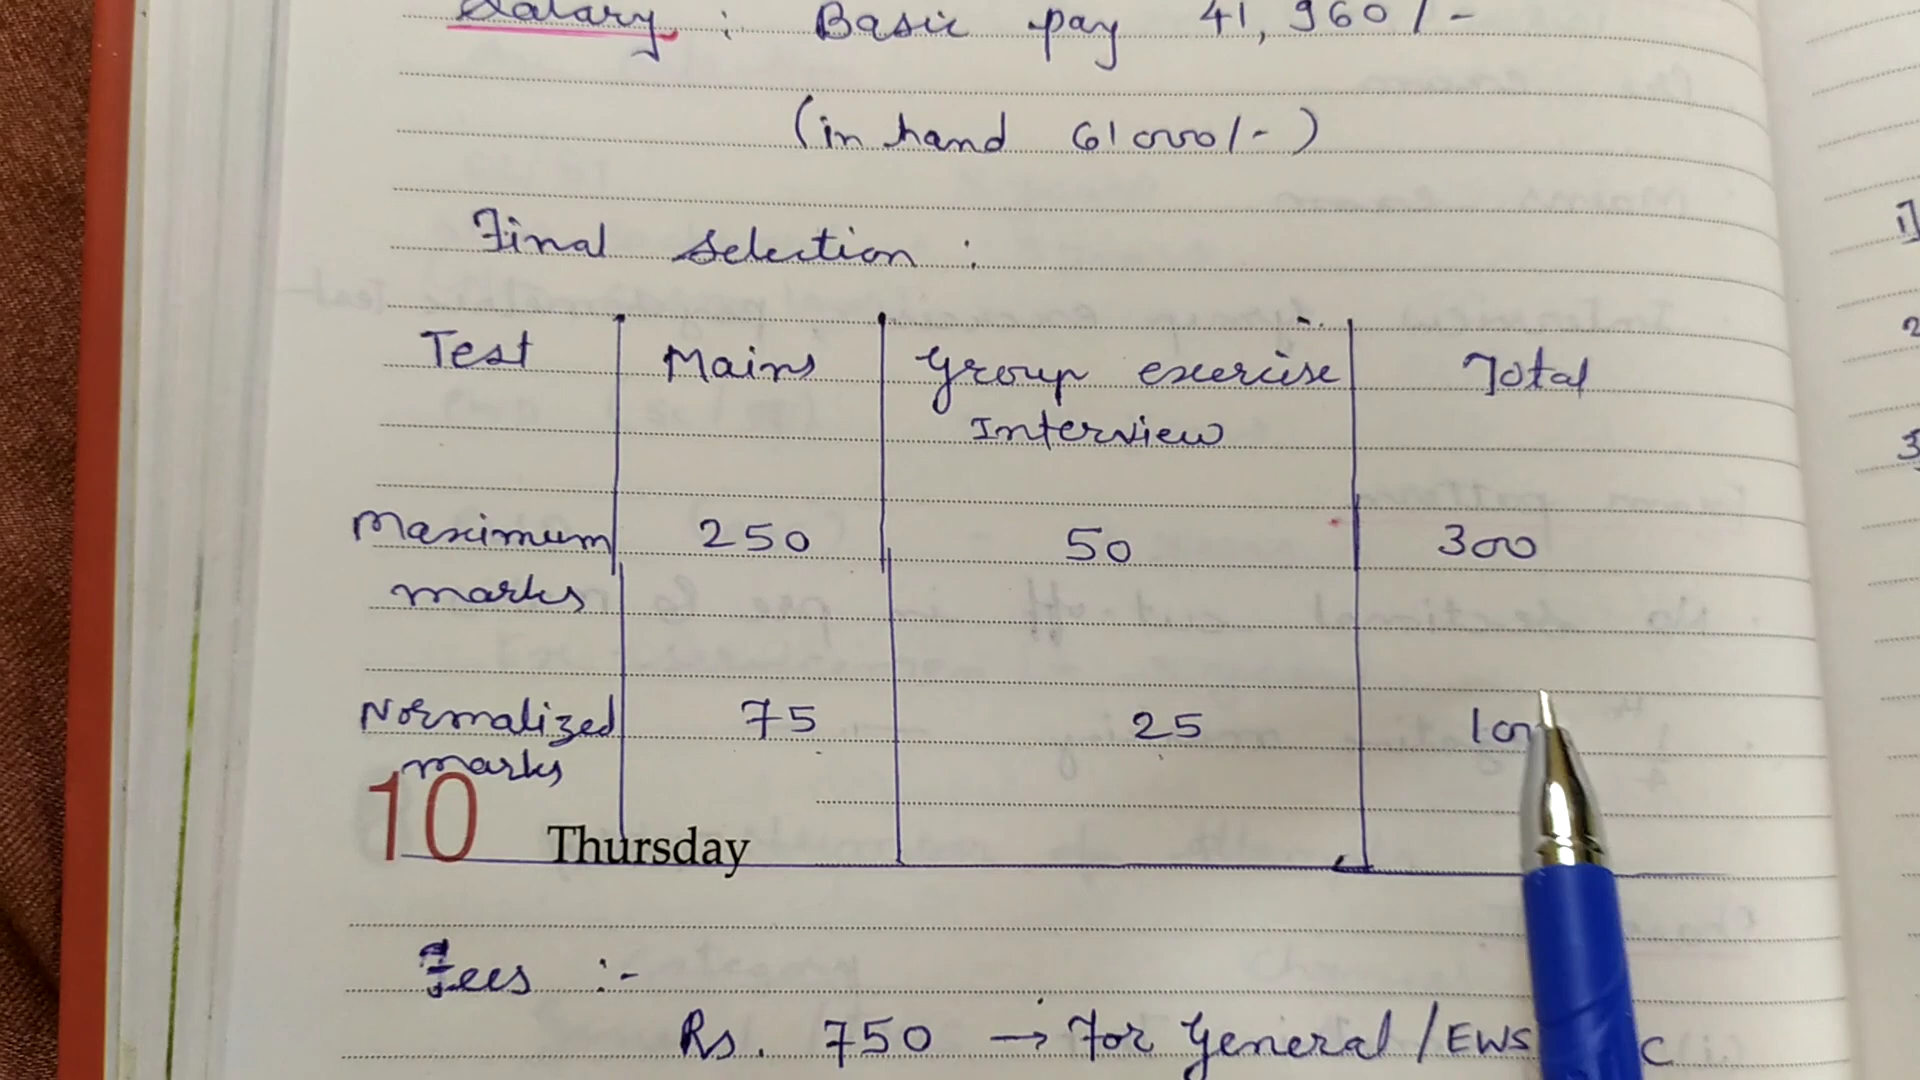 Salary : Basic pay 41,960/-
(in hand 61000/-)
Final Selection :
Test Mains Group exercise Total
Interview
Maximum 250 50 300
marks
Normalized 75 25
marks
10 Thursday
Fees :-
Rs. 750 → For General/EWS